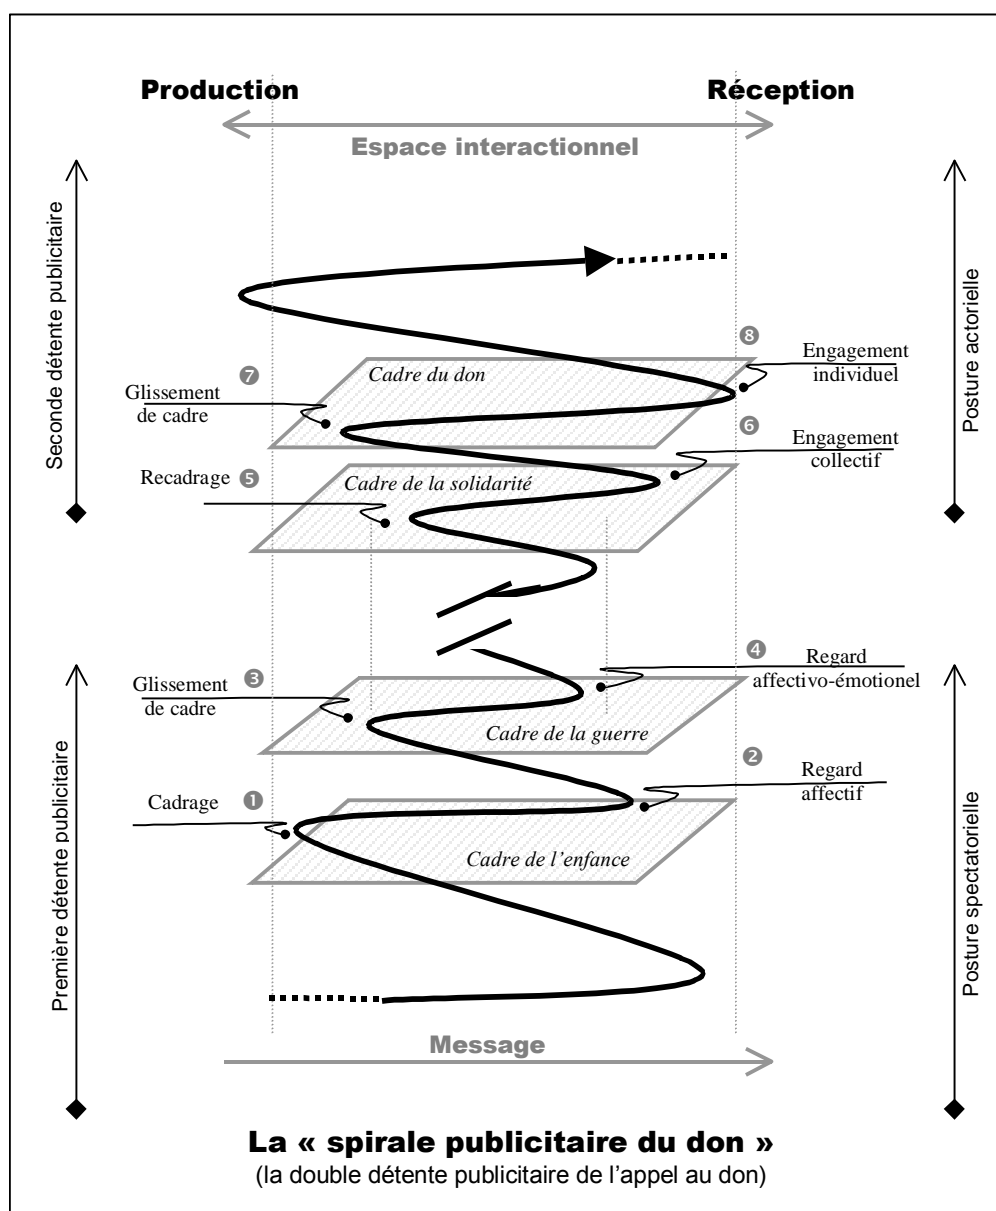 Production
Réception
Espace interactionnel
Seconde détente publicitaire
Posture actorielle
❽
Engagement
individuel
❼
Cadre du don
Glissement
de cadre
❻
Engagement
collectif
Recadrage ❺
Cadre de la solidarité
❹
Regard
affectivo-émotionel
Glissement ❸
de cadre
Cadre de la guerre
❷
Regard
affectif
Cadrage ❶
Cadre de l'enfance
Première détente publicitaire
Posture spectatorielle
Message
La « spirale publicitaire du don »
(la double détente publicitaire de l'appel au don)